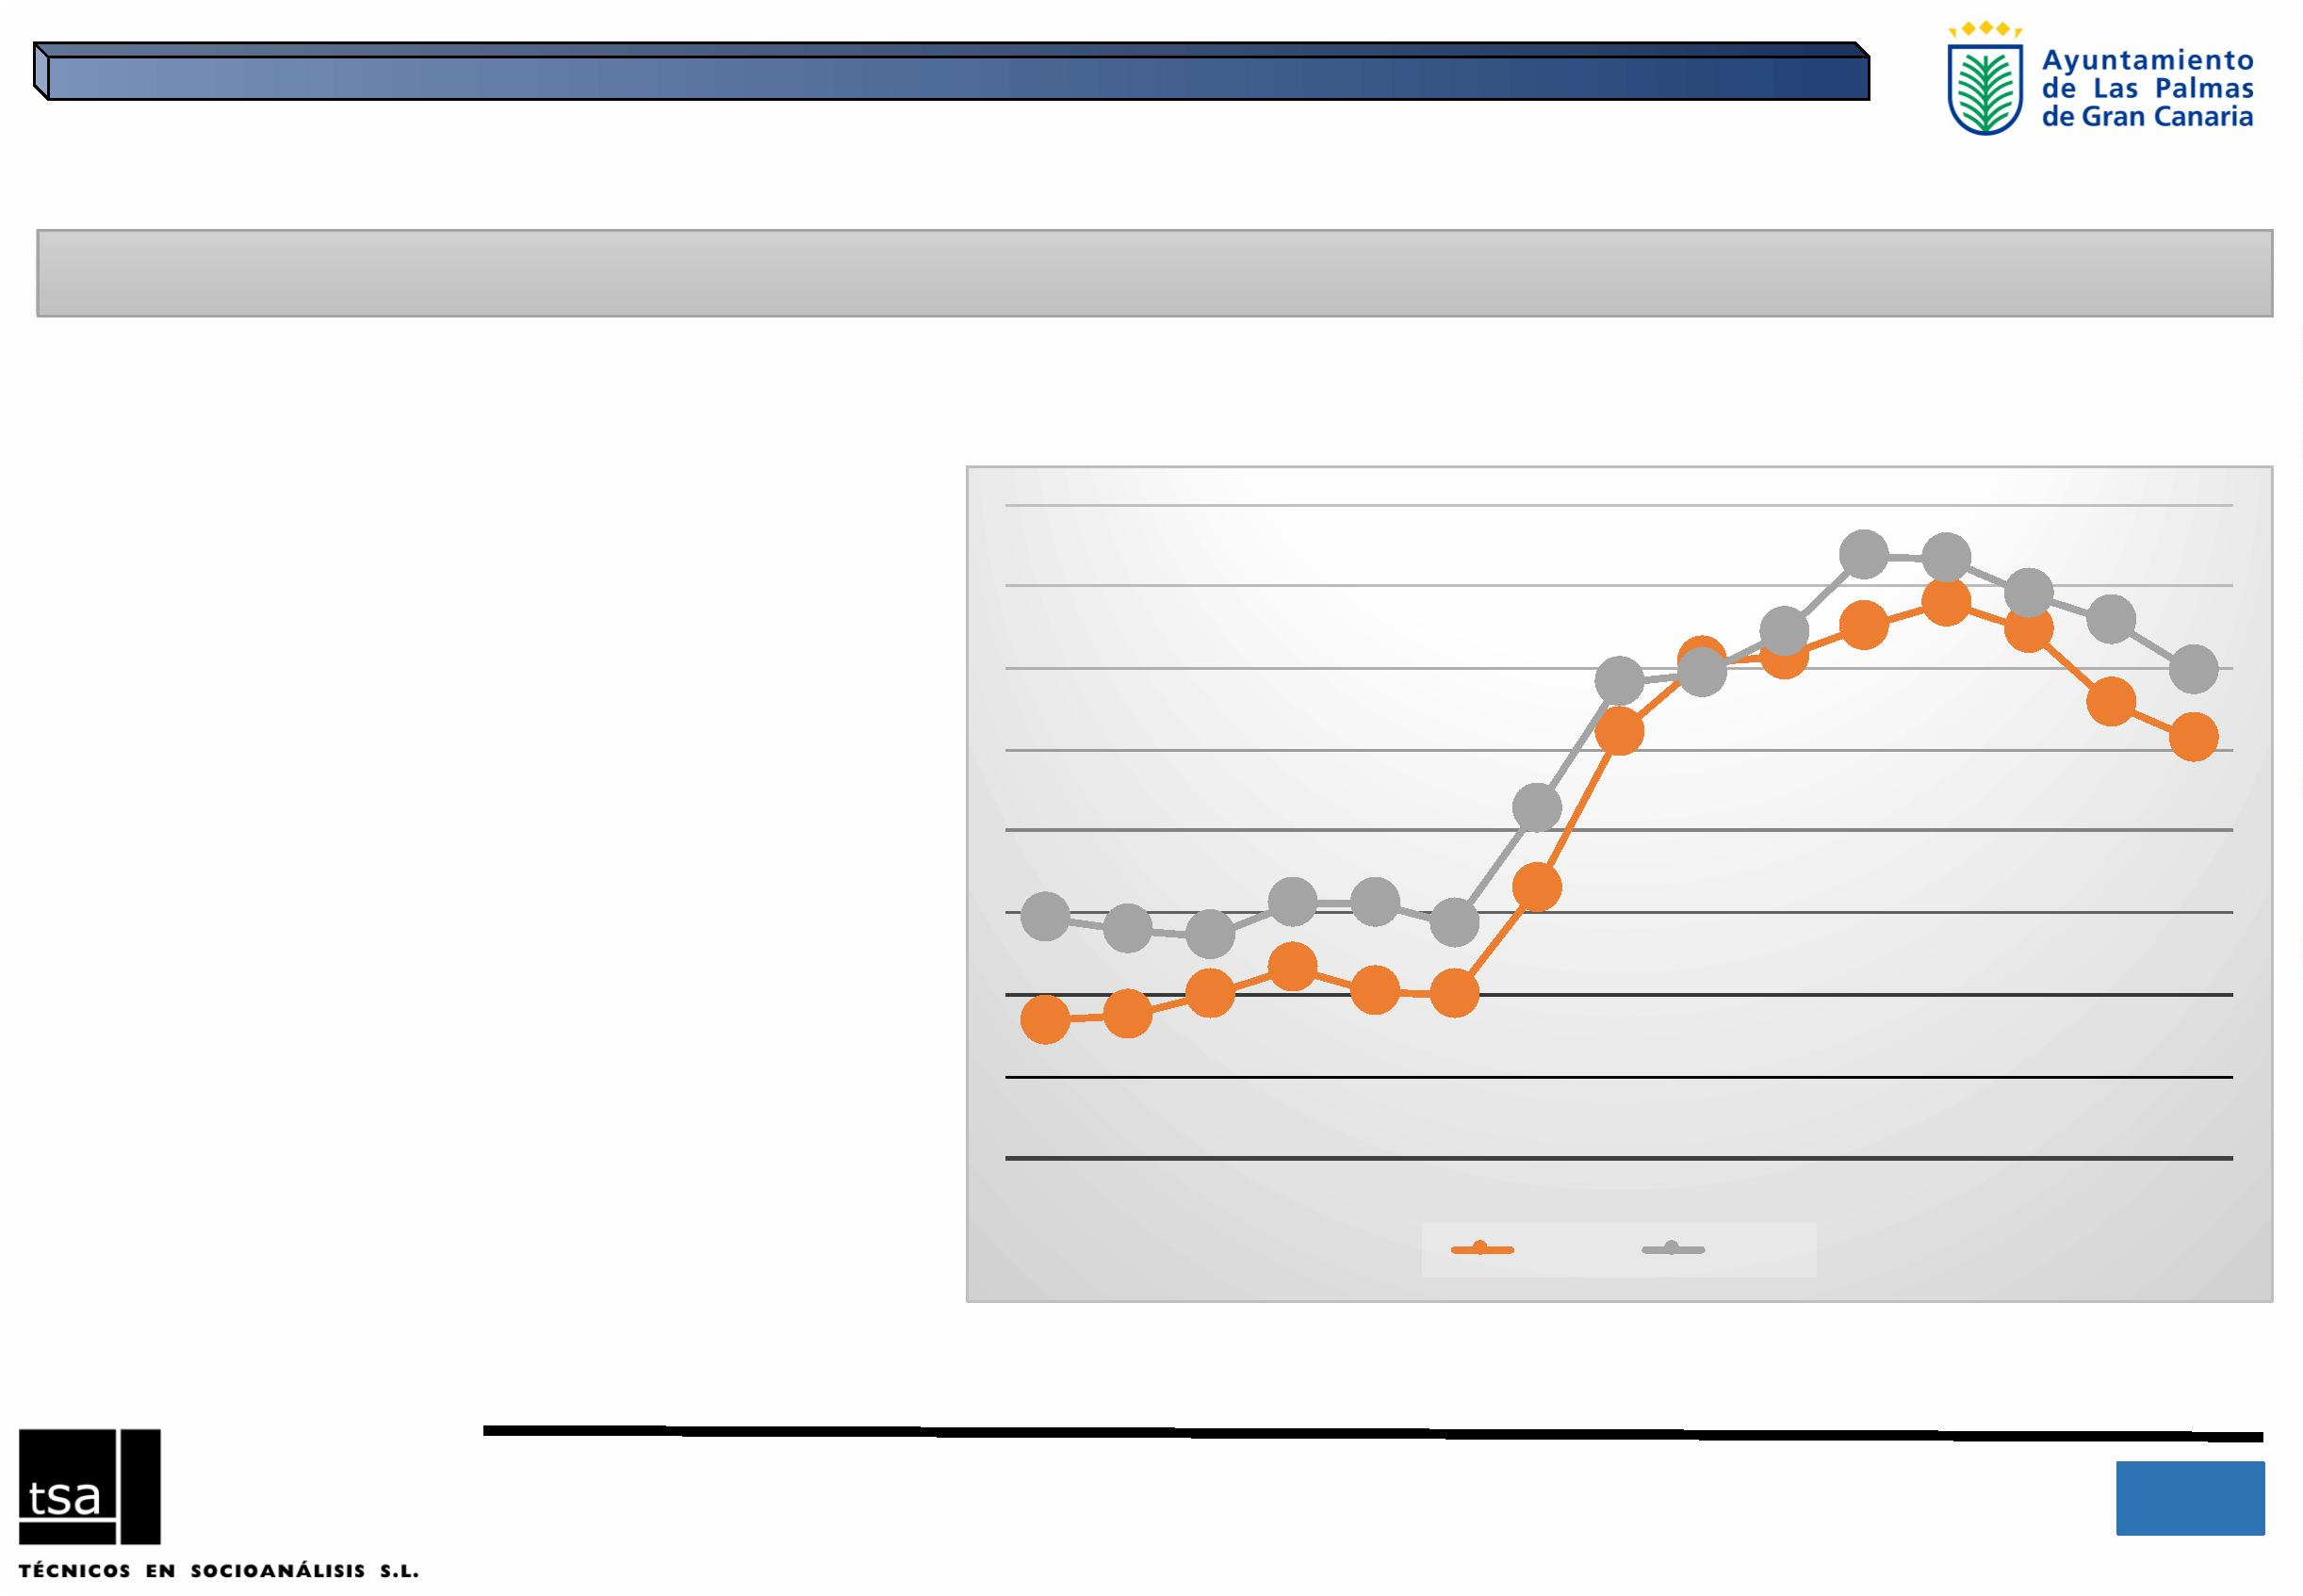 Ayuntamiento
de Las Palmas
de Gran Canaria
tsa
TÉCNICOS EN SOCIOANÁLISIS S.L.